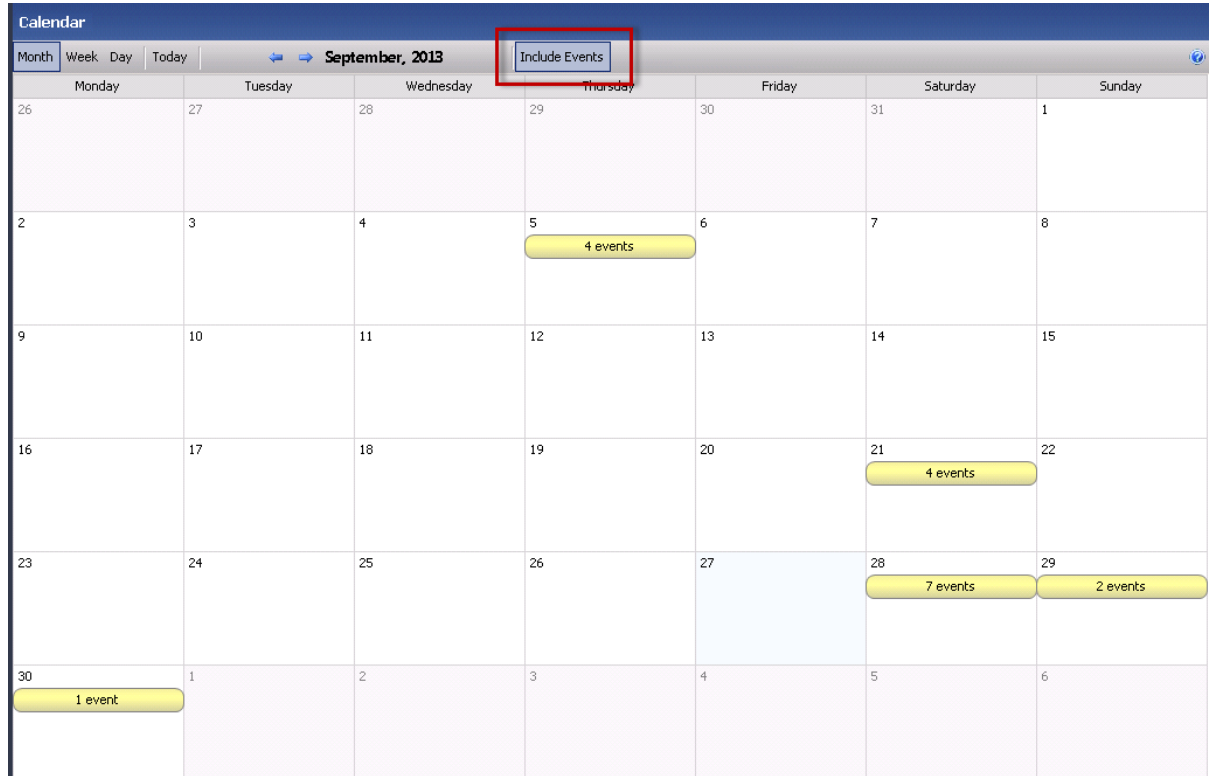 Calendar
Month Week Day Today September, 2013 Include Events
Monday Tuesday Wednesday Thursday Friday Saturday Sunday
26 27 28 29 30 31 1
2 3 4 5 6 7 8
4 events
9 10 11 12 13 14 15
16 17 18 19 20 21 22
4 events
23 24 25 26 27 28 29
7 events 2 events
30 1 2 3 4 5 6
1 event